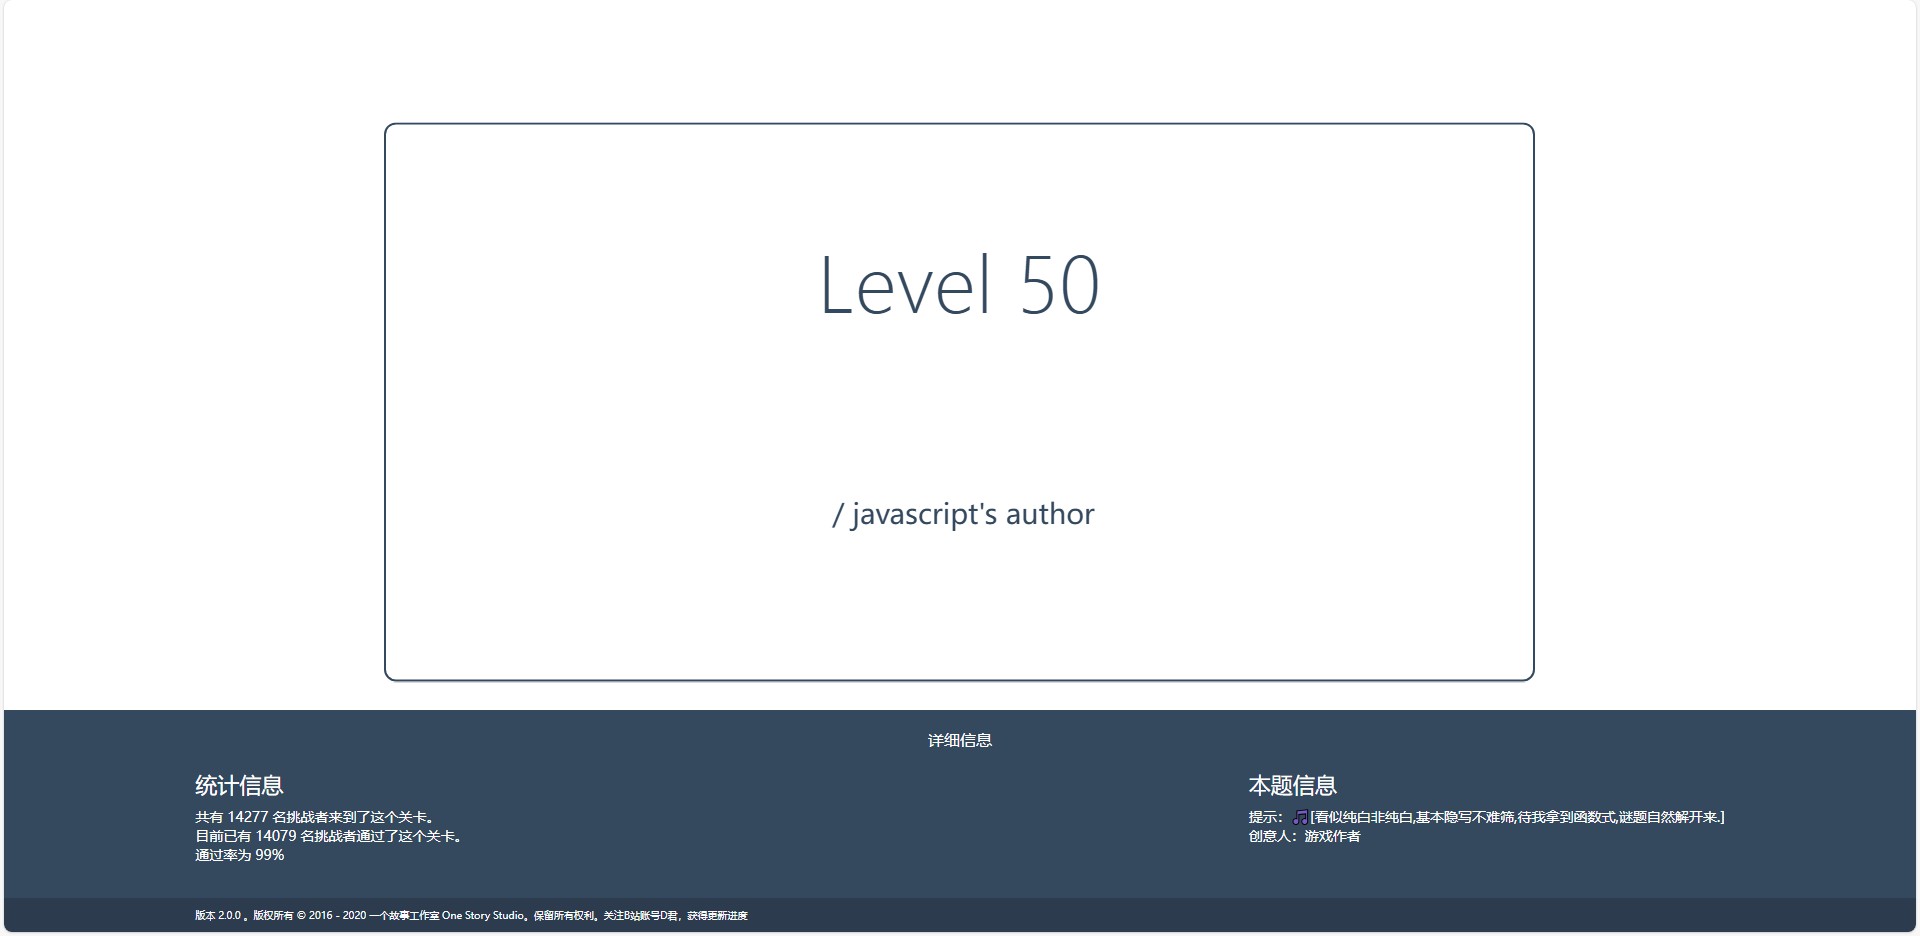 Level 50
/ javascript's author
详细信息
统计信息
共有 14277 名挑战者来到了这个关卡。
目前已有 14079 名挑战者通过了这个关卡。
通过率为 99%
本题信息
提示：🎵[看似纯白非纯白,基本隐写不难筛,待我拿到函数式,谜题自然解开来.]
创意人：游戏作者
版本 2.0.0 。版权所有 © 2016 - 2020 一个故事工作室 One Story Studio。保留所有权利。关注B站账号D君，获得更新进度